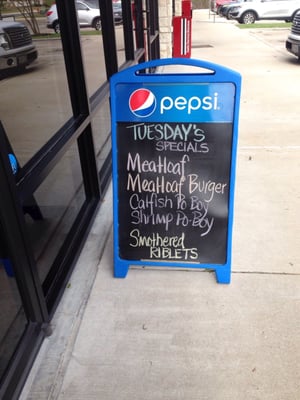 pepsi
TUESDAY'S
SPECIALS
Meatloaf
Meatloaf Burger
Catfish Po Boy
Shrimp Po-Boy
Smothered
RIBLETS